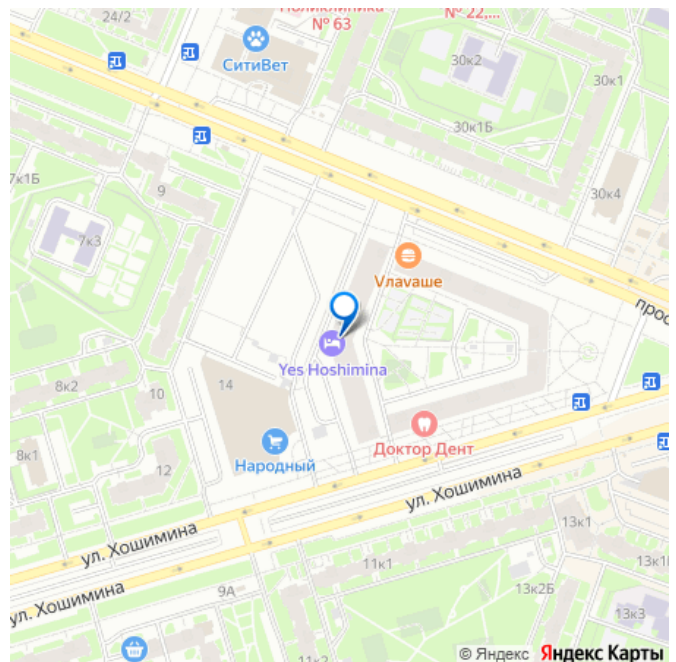 24/2
Поликлиника
№ 63
№ 22,...
СитиВет
30к2
30к1
30к1Б
30к4
7к1Б
9
7к3
Vлаvаше
прос
Yes Hoshimina
8к2
10
14
Доктор Дент
8к1
12
Народный
ул. Хошимина
13к1
ул. Хошимина
11к1
13к1
9А
13к2Б
ул. Хошимина
13к3
11к2
© Яндекс Яндекс Карты